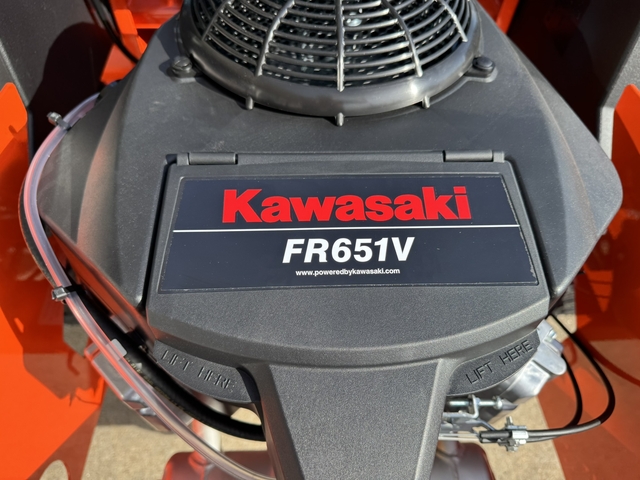 Kawasaki
FR651V
www.poweredbykawasaki.com
LIFT HERE
LIFT HERE